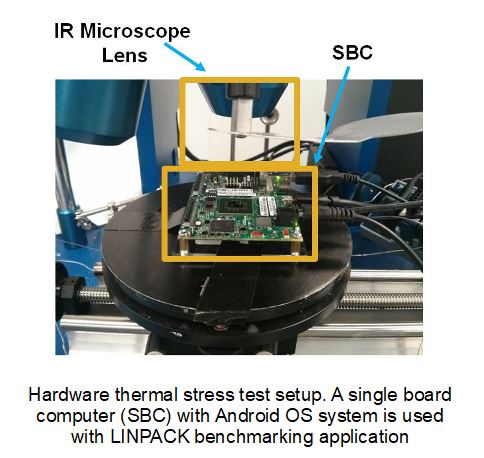 IR Microscope
Lens
SBC
Hardware thermal stress test setup. A single board
computer (SBC) with Android OS system is used
with LINPACK benchmarking application